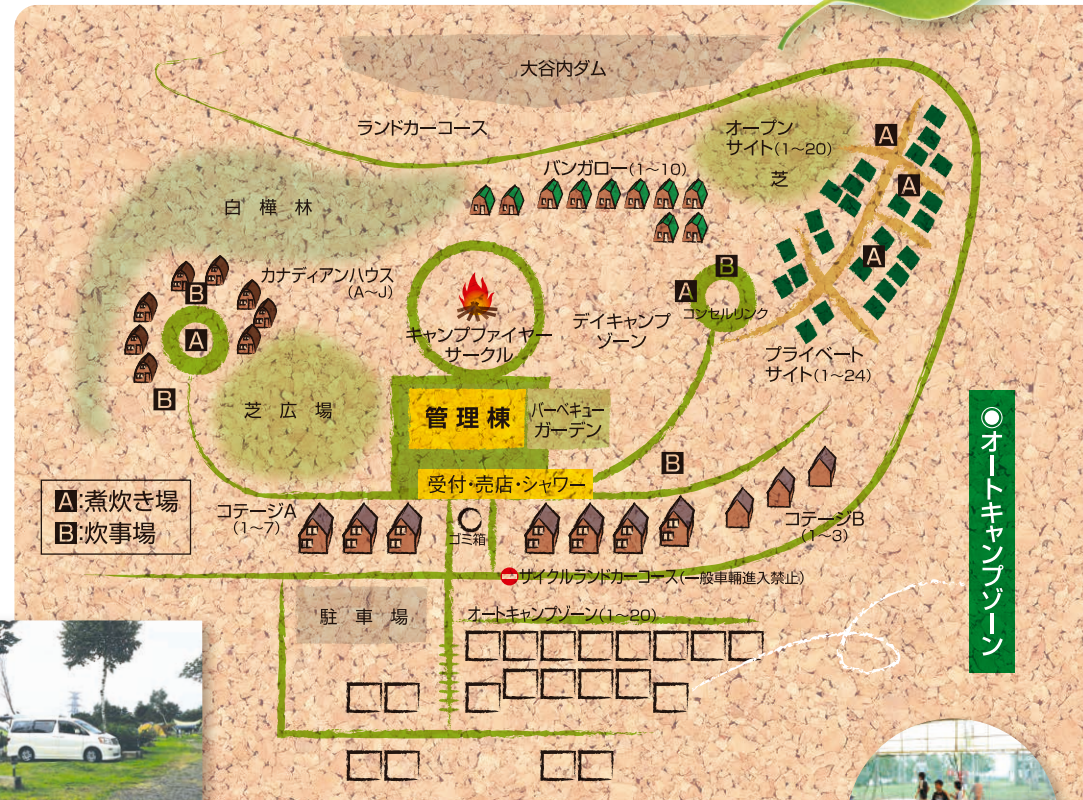 大谷内ダム
ランドカーコース
オープン
サイト(1〜20)
芝
A
バンガロー(1〜10)
A
白樺林
カナディアンハウス
(A〜J)
B
A
A
B
A
コンセルリンク
キャンプファイヤー
サークル
デイキャンプ
ゾーン
プライベート
サイト(1〜24)
B
芝広場
管理棟
バーベキュー
ガーデン
受付・売店・シャワー
B
A:煮炊き場
B:炊事場
コテージA
(1〜7)
ゴミ箱
コテージB
(1〜3)
サイクルランドカーコース(一般車輛進入禁止)
駐車場
オートキャンプゾーン(1〜20)
◉オートキャンプゾーン